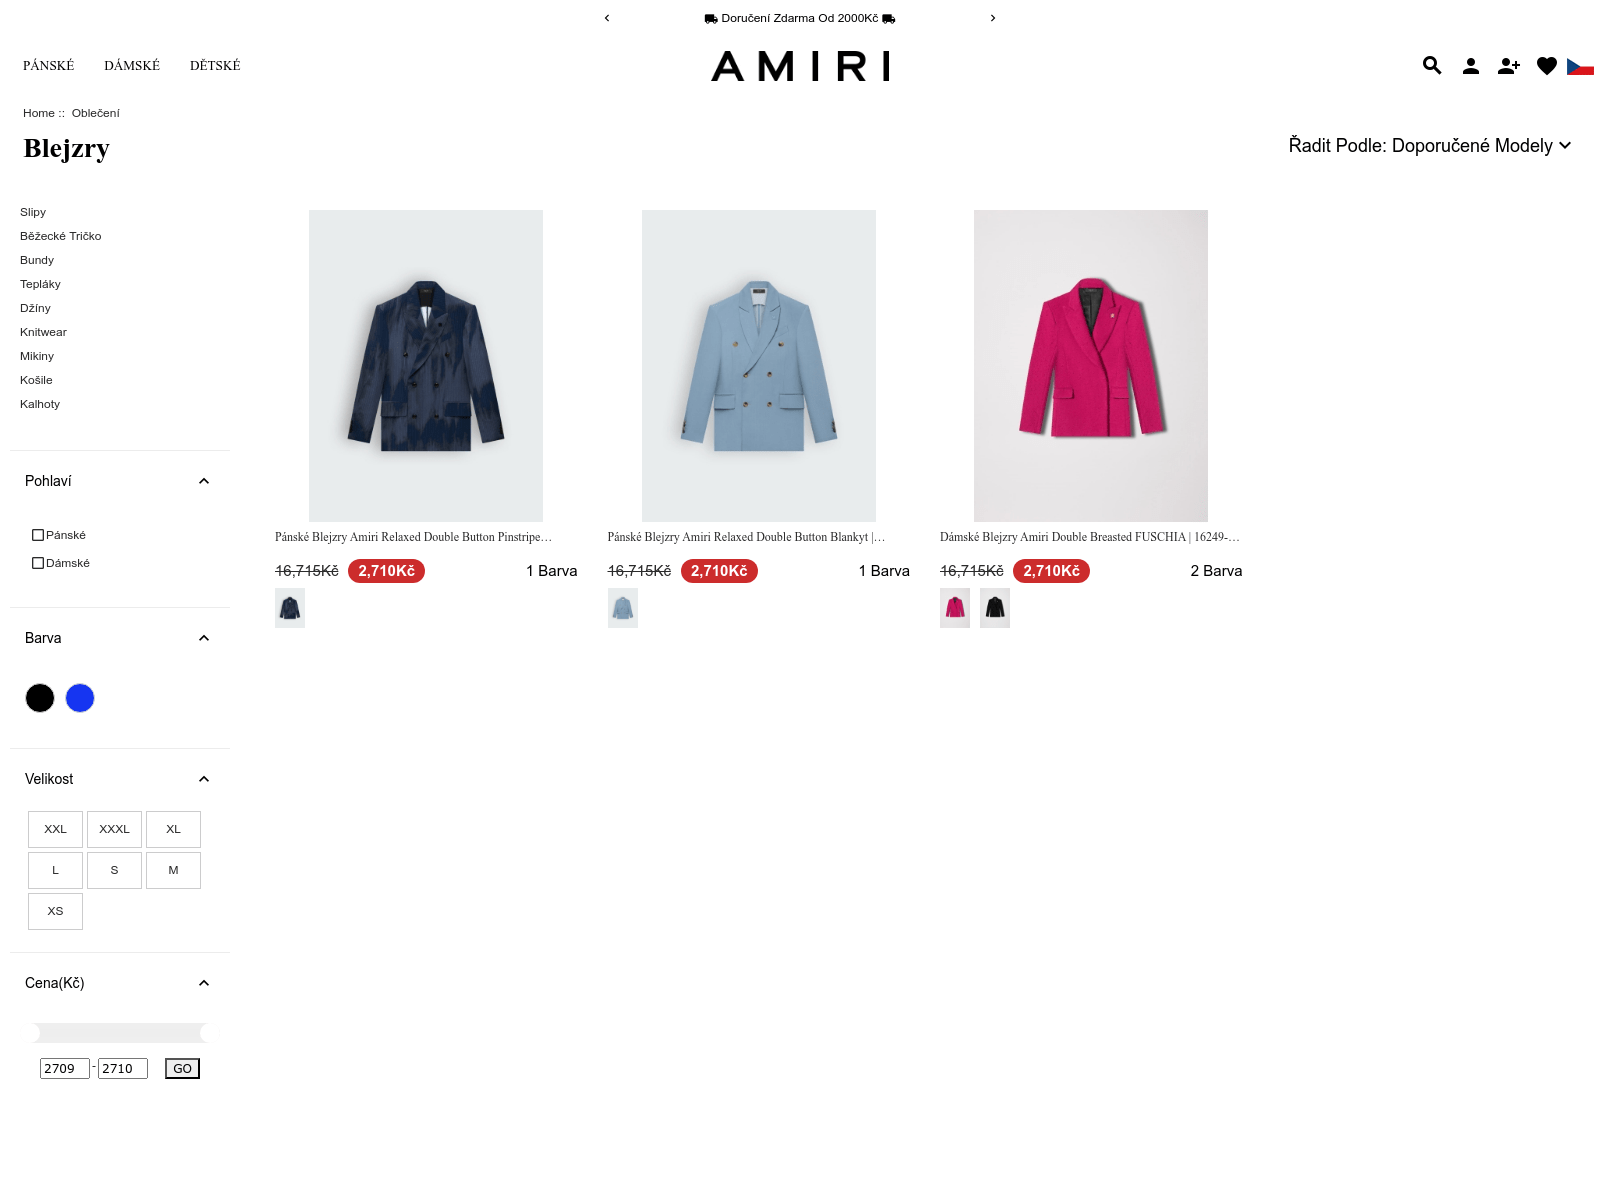 Doručení Zdarma Od 2000Kč
PÁNSKÉ DÁMSKÉ DĚTSKÉ
AMIRI
Home :: Oblečení
Blejzry
Řadit Podle: Doporučené Modely
Slipy
Běžecké Tričko
Bundy
Tepláky
Džíny
Knitwear
Mikiny
Košile
Kalhoty
Pohlaví
Pánské
Dámské
Barva
Velikost
XXL XXXL XL
L S M
XS
Cena(Kč)
2709 - 2710 GO
Pánské Blejzry Amiri Relaxed Double Button Pinstripe...
16,715Kč 2,710Kč 1 Barva
Pánské Blejzry Amiri Relaxed Double Button Blankyt |...
16,715Kč 2,710Kč 1 Barva
Dámské Blejzry Amiri Double Breasted FUSCHIA | 16249-...
16,715Kč 2,710Kč 2 Barva